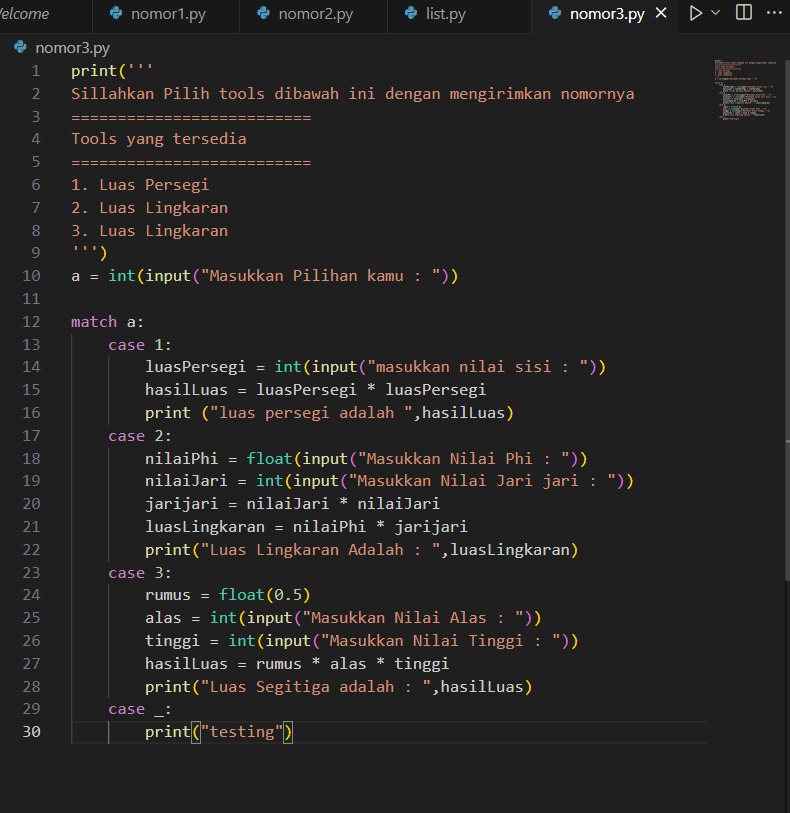 elcome nomor1.py nomor2.py list.py nomor3.py
nomor3.py
1 print('''
2 Sillahkan Pilih tools dibawah ini dengan mengirimkan nomornya
3 ==========================
4 Tools yang tersedia
5 ==========================
6 1. Luas Persegi
7 2. Luas Lingkaran
8 3. Luas Lingkaran
9 ''')
10 a = int(input("Masukkan Pilihan kamu : "))
11
12 match a:
13     case 1:
14         luasPersegi = int(input("masukkan nilai sisi : "))
15         hasilLuas = luasPersegi * luasPersegi
16         print ("luas persegi adalah ",hasilLuas)
17     case 2:
18         nilaiPhi = float(input("Masukkan Nilai Phi : "))
19         nilaiJari = int(input("Masukkan Nilai Jari jari : "))
20         jarijari = nilaiJari * nilaiJari
21         luasLingkaran = nilaiPhi * jarijari
22         print("Luas Lingkaran Adalah : ",luasLingkaran)
23     case 3:
24         rumus = float(0.5)
25         alas = int(input("Masukkan Nilai Alas : "))
26         tinggi = int(input("Masukkan Nilai Tinggi : "))
27         hasilLuas = rumus * alas * tinggi
28         print("Luas Segitiga adalah : ",hasilLuas)
29     case _:
30         print("testing")